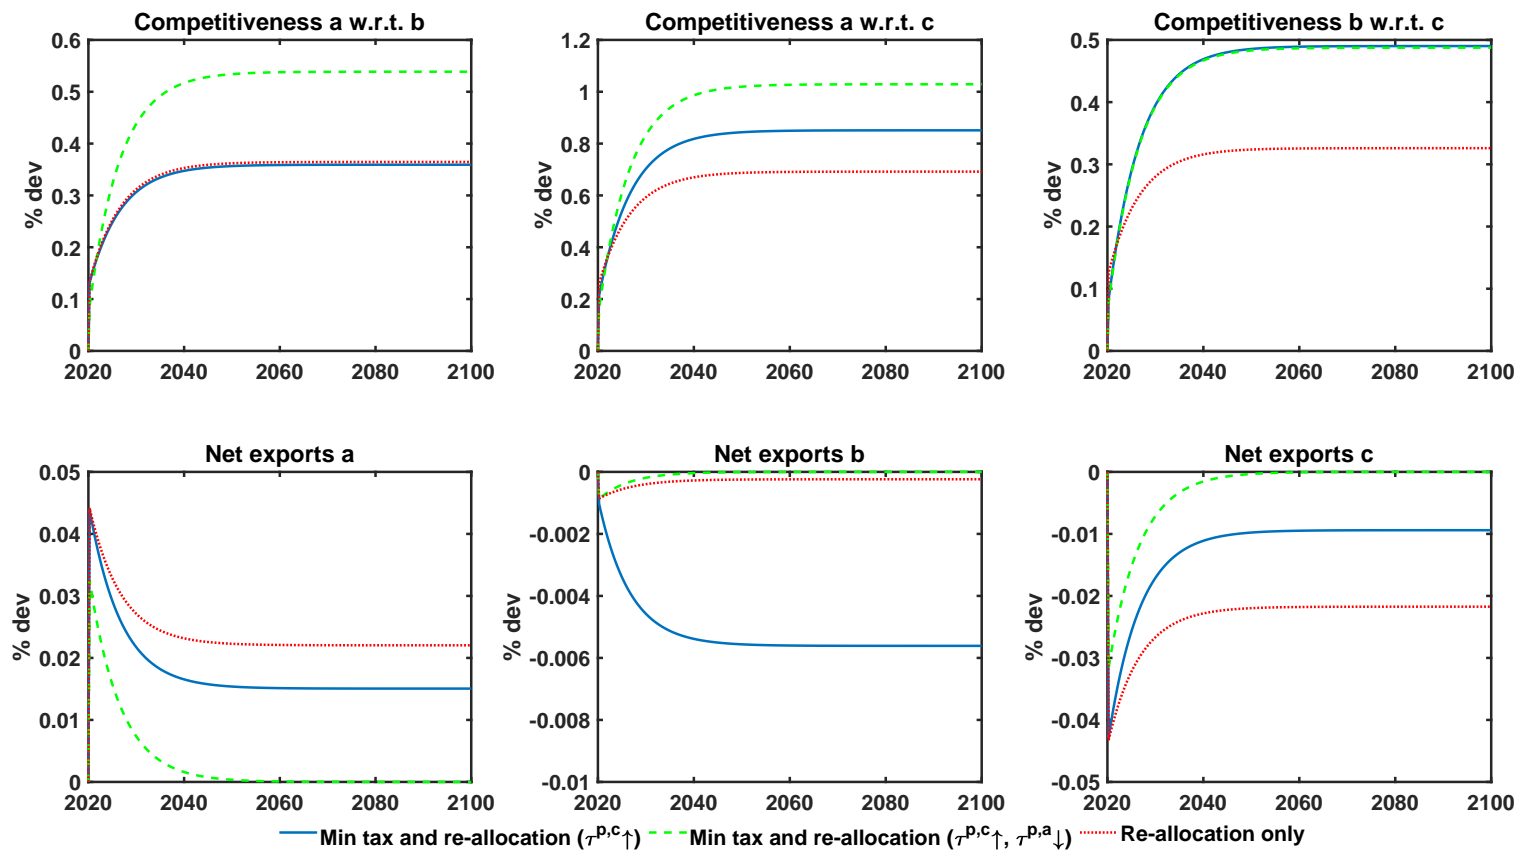 Competitiveness a w.r.t. b
0.6
0.5
0.4
0.3
0.2
0.1
0
% dev
2020 2040 2060 2080 2100
Competitiveness a w.r.t. c
1.2
1
0.8
0.6
0.4
0.2
0
% dev
2020 2040 2060 2080 2100
Competitiveness b w.r.t. c
0.5
0.4
0.3
0.2
0.1
0
% dev
2020 2040 2060 2080 2100
Net exports a
0.05
0.04
0.03
0.02
0.01
0
% dev
2020 2040 2060 2080 2100
Net exports b
0
-0.002
-0.004
-0.006
-0.008
-0.01
% dev
2020 2040 2060 2080 2100
Net exports c
0
-0.01
-0.02
-0.03
-0.04
-0.05
% dev
2020 2040 2060 2080 2100
Min tax and re-allocation (τ^p,c↑) Min tax and re-allocation (τ^p,c↑, τ^p,a↓) Re-allocation only